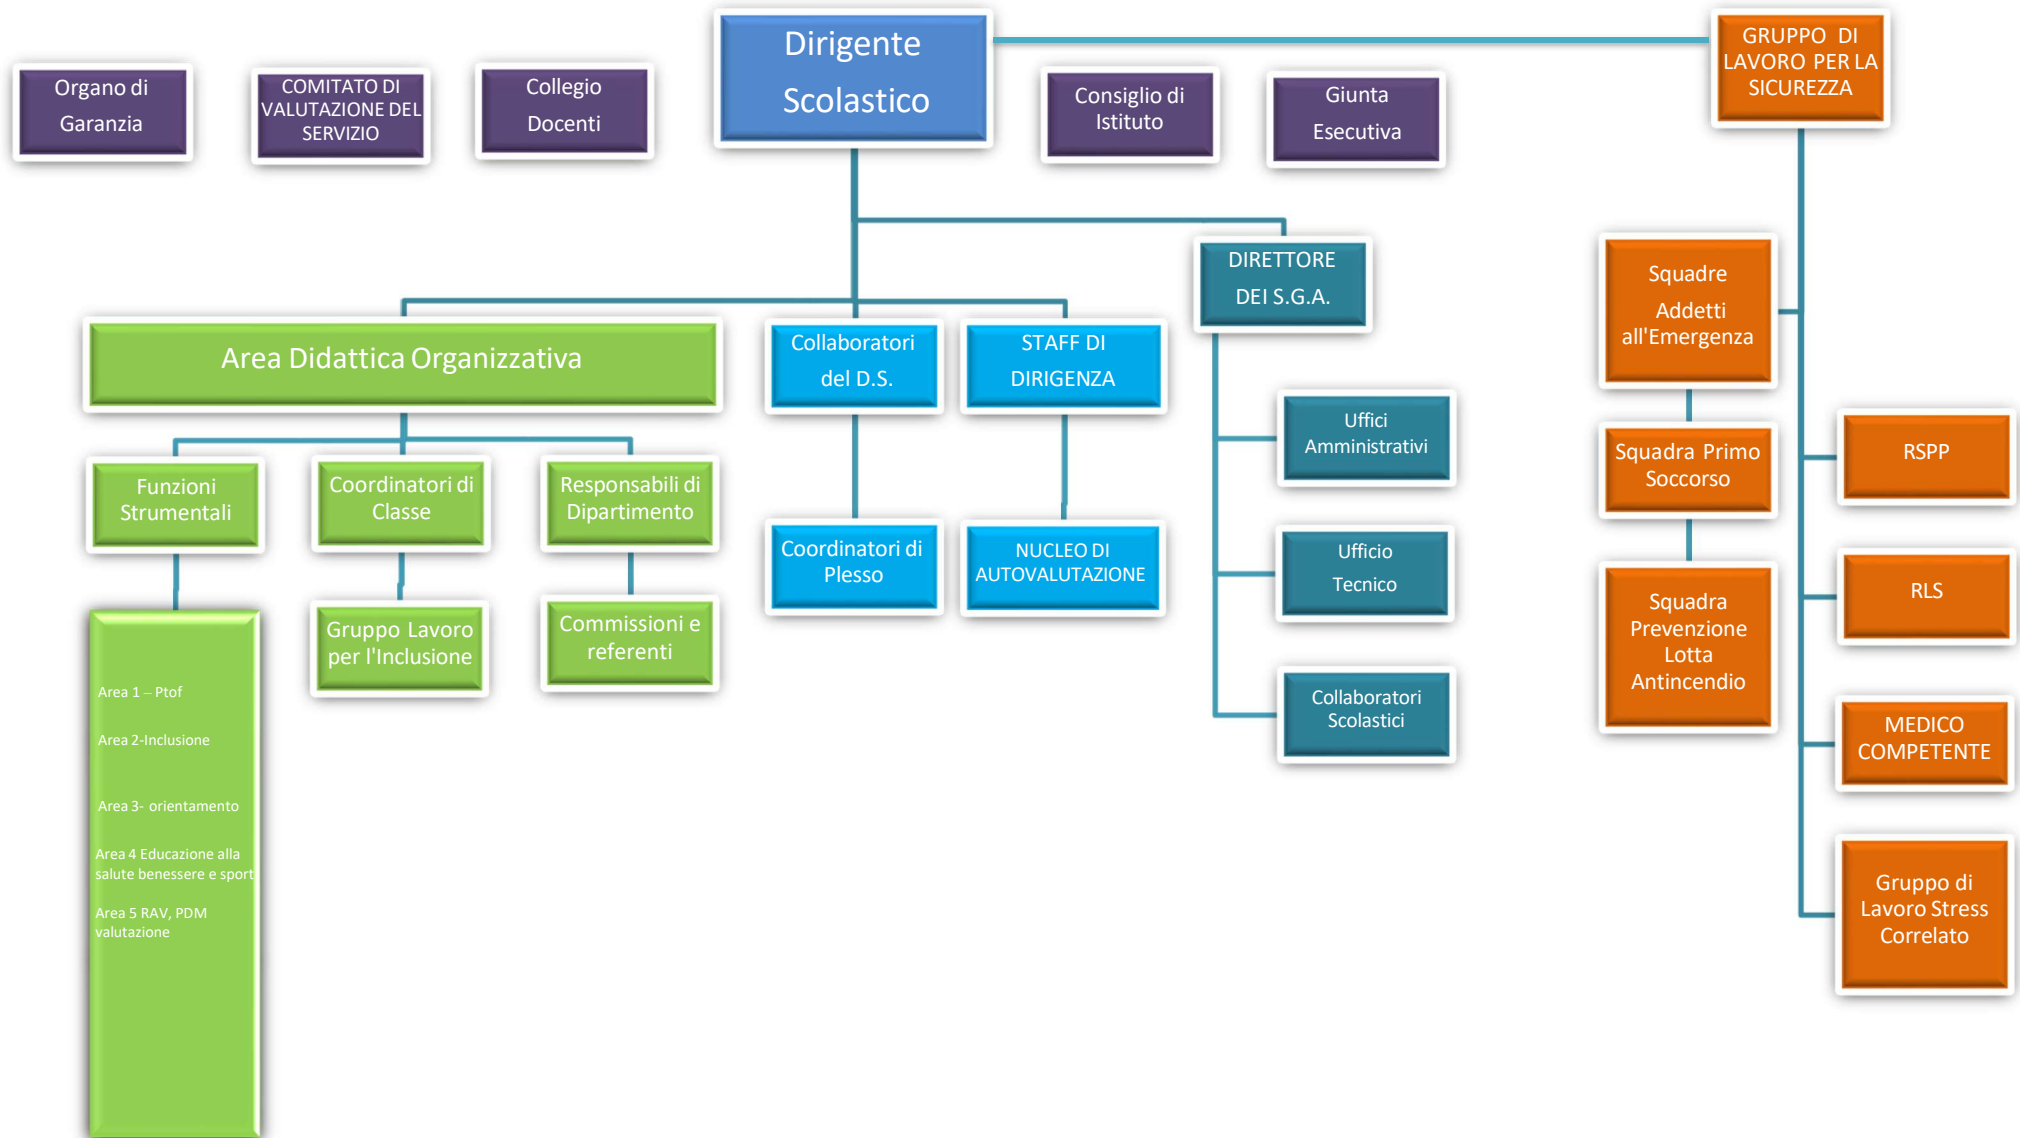 Dirigente
Scolastico
GRUPPO DI
LAVORO PER LA
SICUREZZA
Organo di
Garanzia
COMITATO DI
VALUTAZIONE DEL
SERVIZIO
Collegio
Docenti
Consiglio di
Istituto
Giunta
Esecutiva
DIRETTORE
DEI S.G.A.
Squadre
Addetti
all'Emergenza
Area Didattica Organizzativa
Collaboratori
del D.S.
STAFF DI
DIRIGENZA
Uffici
Amministrativi
Squadra Primo
Soccorso
RSPP
Funzioni
Strumentali
Coordinatori di
Classe
Responsabili di
Dipartimento
Coordinatori di
Plesso
NUCLEO DI
AUTOVALUTAZIONE
Ufficio
Tecnico
Squadra
Prevenzione
Lotta
Antincendio
RLS
Gruppo Lavoro
per l'Inclusione
Commissioni e
referenti
Collaboratori
Scolastici
MEDICO
COMPETENTE
Area 1 – Ptof
Area 2-Inclusione
Area 3- orientamento
Area 4 Educazione alla
salute benessere e sport
Area 5 RAV, PDM
valutazione
Gruppo di
Lavoro Stress
Correlato